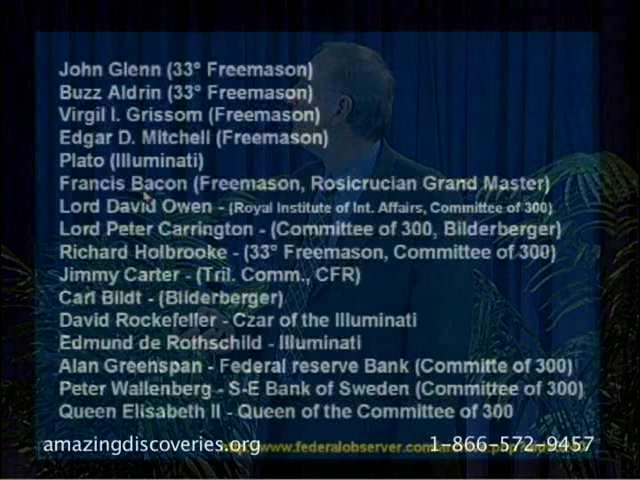 John Glenn (33° Freemason)
Buzz Aldrin (33° Freemason)
Virgil I. Grissom (Freemason)
Edgar D. Mitchell (Freemason)
Plato (Illuminati)
Francis Bacon (Freemason, Rosicrucian Grand Master)
Lord David Owen - (Royal Institute of Int. Affairs, Committee of 300)
Lord Peter Carrington - (Committee of 300, Bilderberger)
Richard Holbrooke - (33° Freemason, Committee of 300)
Jimmy Carter - (Tril. Comm., CFR)
Carl Bildt - (Bilderberger)
David Rockefeller - Czar of the Illuminati
Edmund de Rothschild - Illuminati
Alan Greenspan - Federal reserve Bank (Committe of 300)
Peter Wallenberg - S-E Bank of Sweden (Committee of 300)
Queen Elisabeth II - Queen of the Committee of 300
amazingdiscoveries.org 1-866-572-9457
www.federalobserver.com